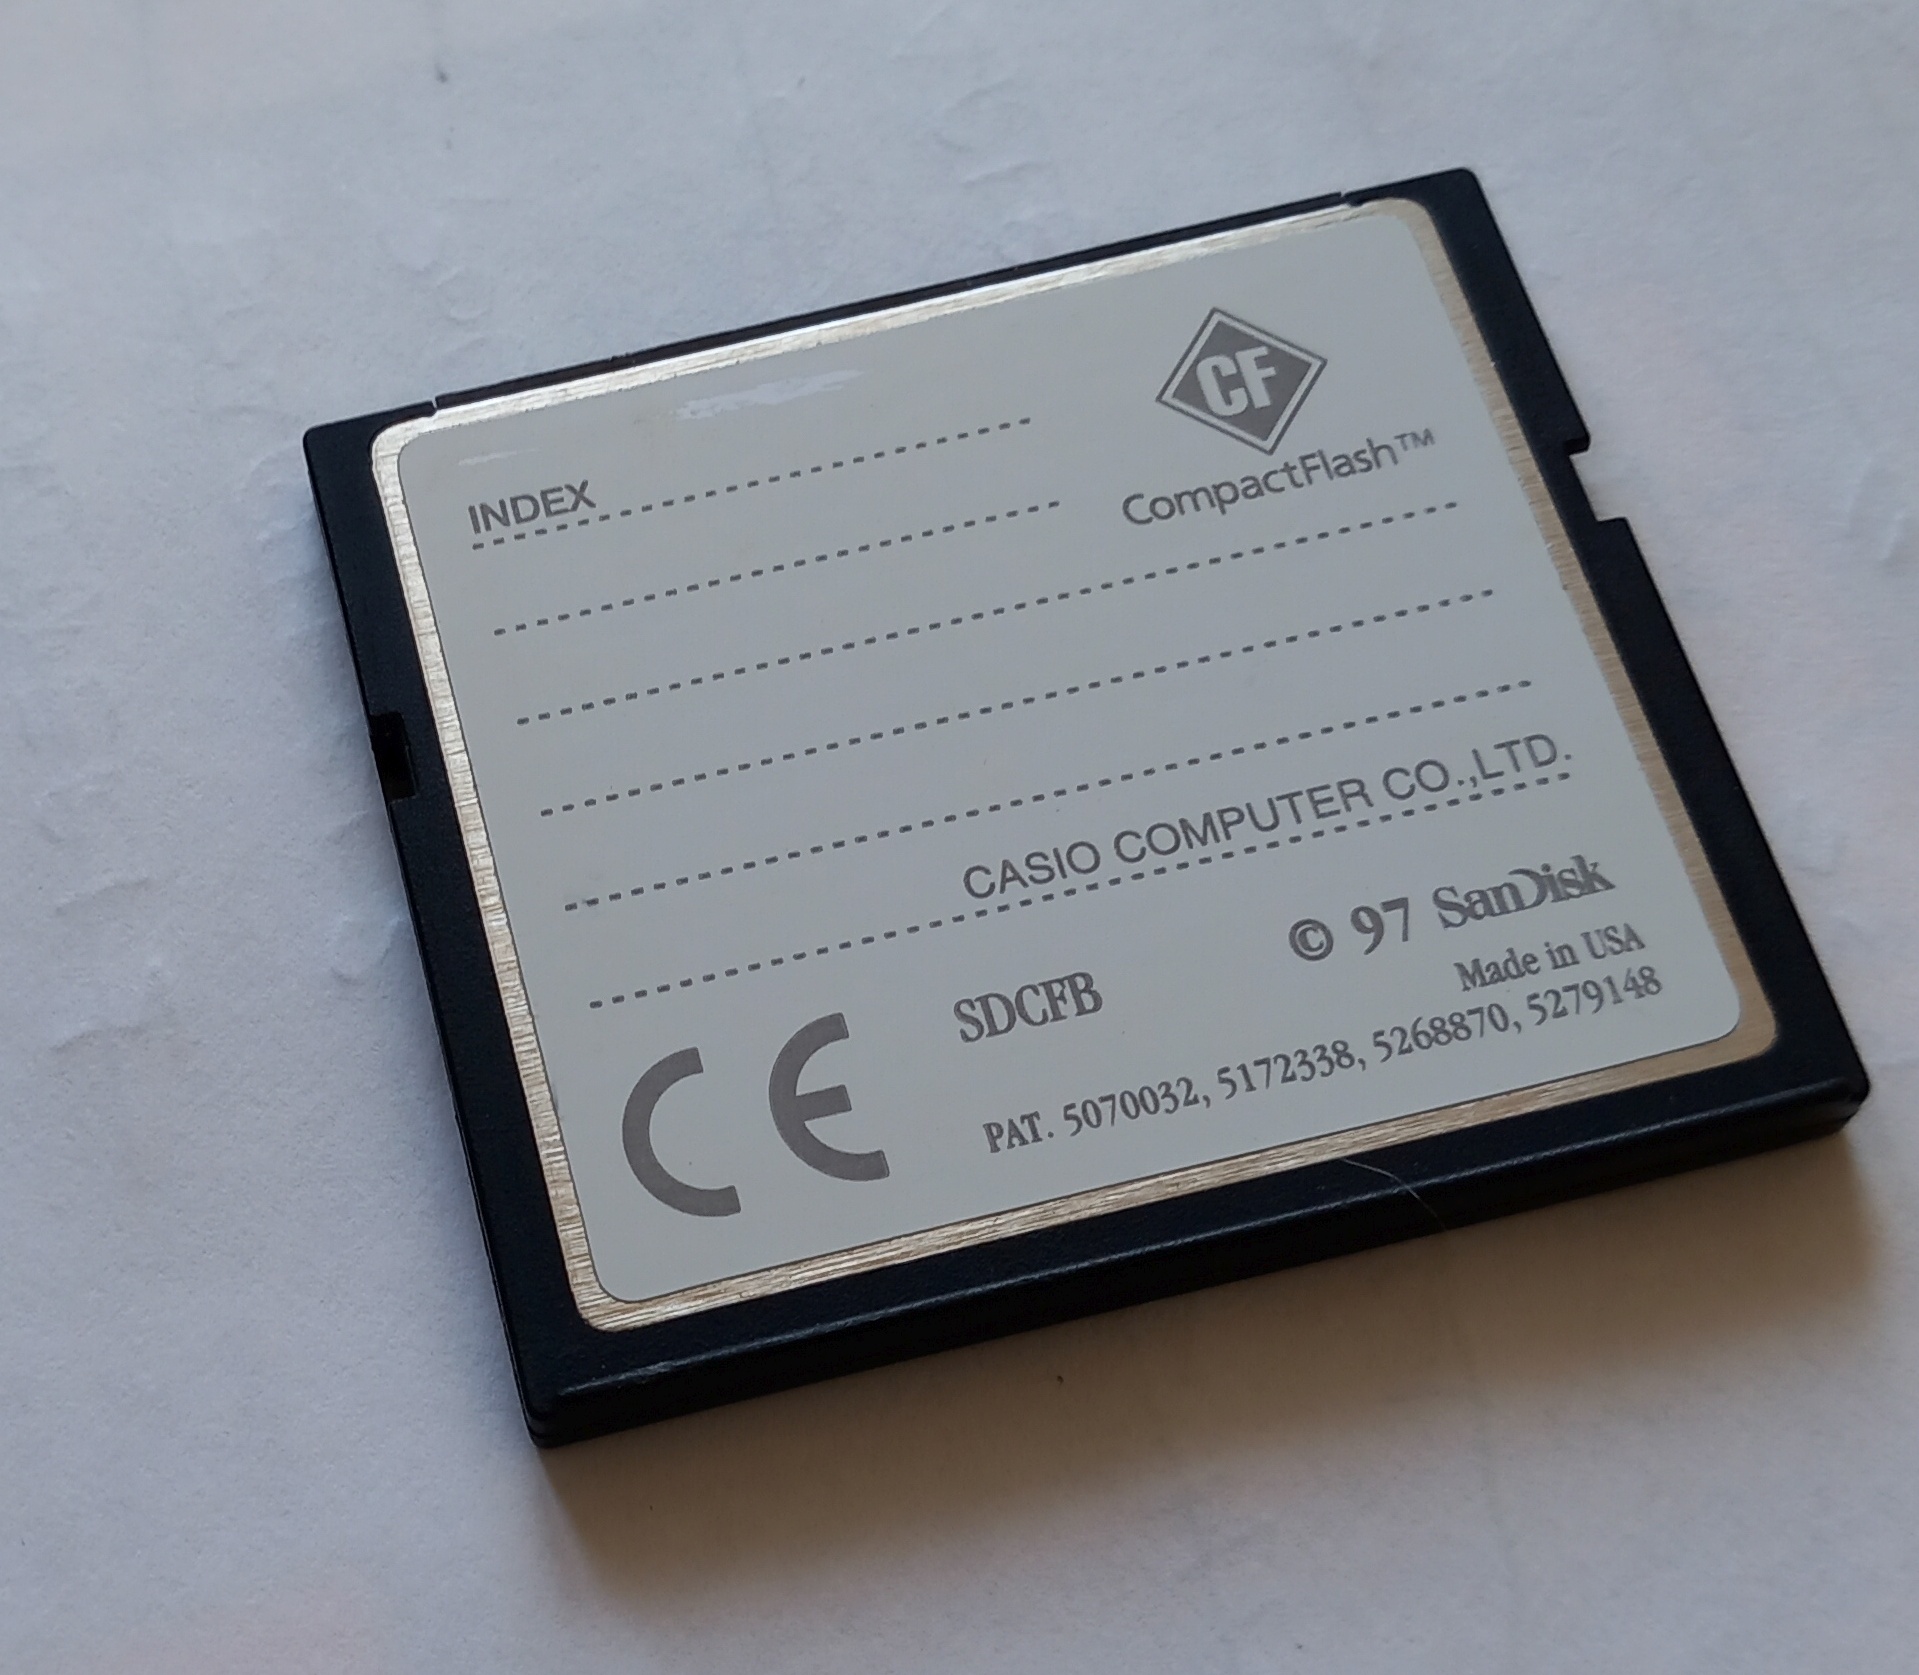 CF
CompactFlash™
INDEX
CASIO COMPUTER CO.,LTD.
© 97 SanDisk
Made in USA
CE
SDCFB
PAT. 5070032, 5172338, 5268870, 5279148